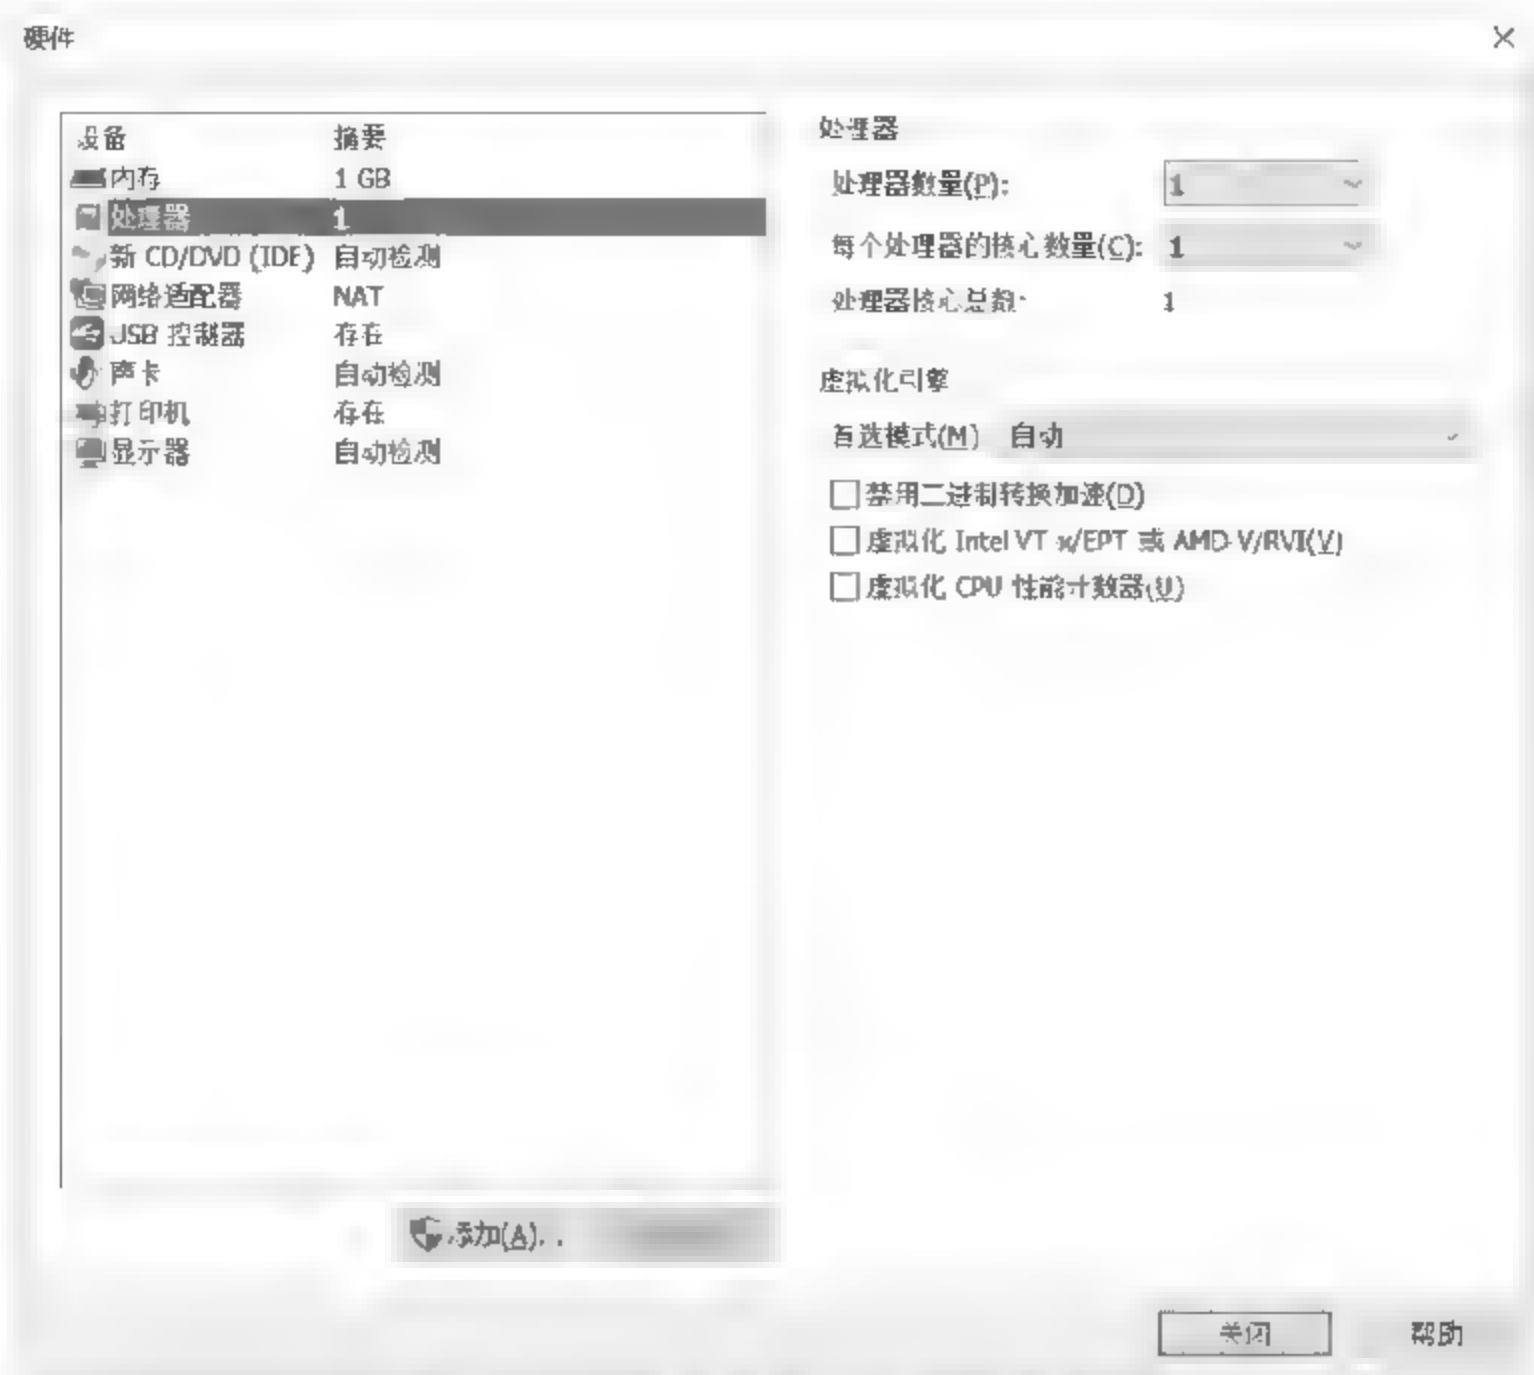 硬件
设备 摘要
内存 1 GB
处理器 1
新 CD/DVD (IDE) 自动检测
网络适配器 NAT
USB 控制器 存在
声卡 自动检测
打印机 存在
显示器 自动检测
添加(A)...
处理器
处理器数量(P): 1
每个处理器的核心数量(C): 1
处理器核心总数: 1
虚拟化引擎
首选模式(M) 自动
禁用二进制转换加速(D)
虚拟化 Intel VT-x/EPT 或 AMD-V/RVI(V)
虚拟化 CPU 性能计数器(U)
关闭 帮助